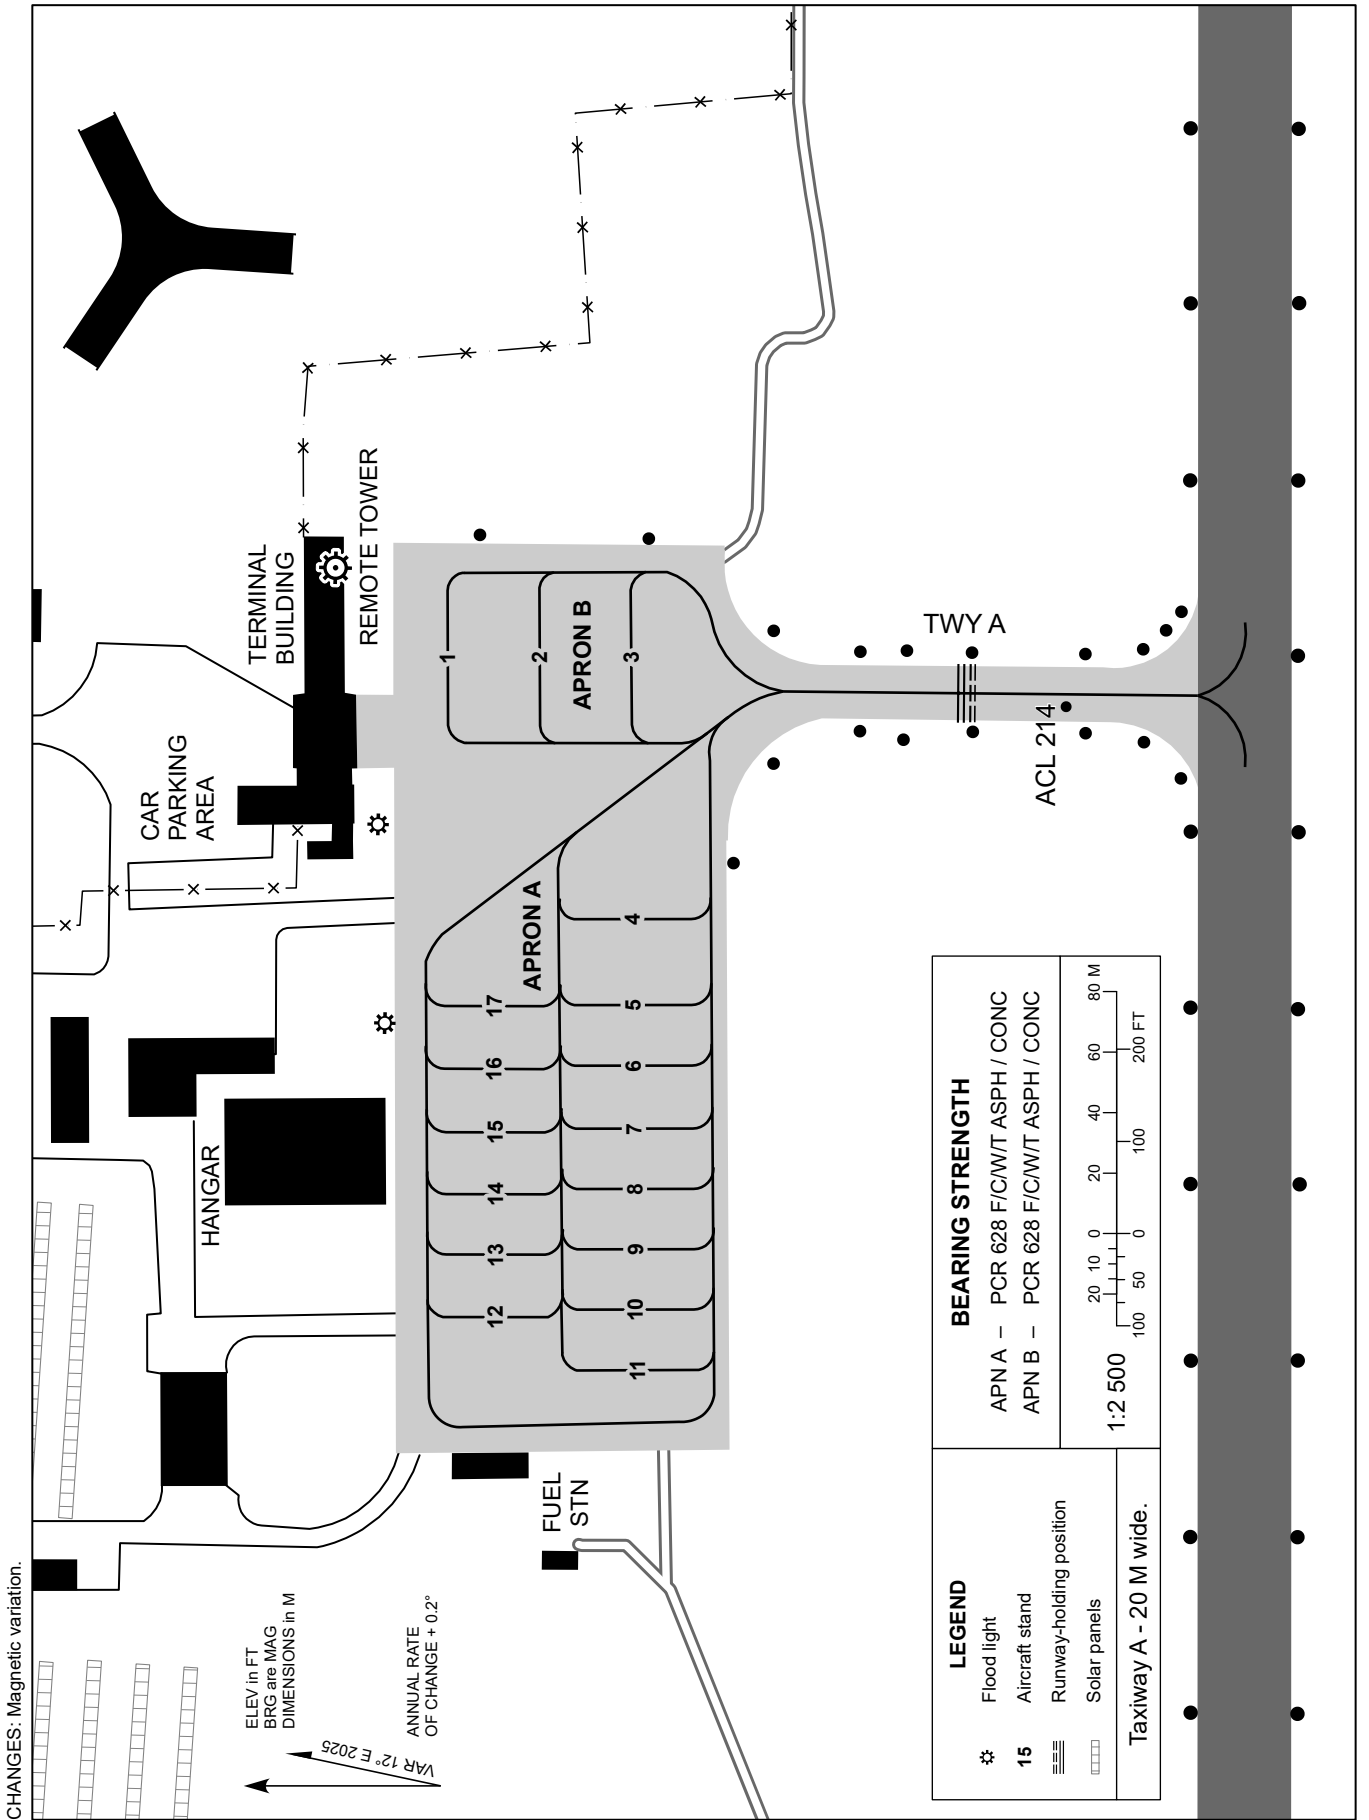 CHANGES: Magnetic variation.
ELEV in FT
BRG are MAG
DIMENSIONS in M
VAR 12° E 2025
ANNUAL RATE
OF CHANGE + 0.2°
HANGAR
CAR
PARKING
AREA
TERMINAL
BUILDING
REMOTE TOWER
FUEL
STN
12
13
14
15
16
17
APRON A
11
10
9
8
7
6
5
4
1
2
APRON B
3
TWY A
ACL 214
LEGEND
Flood light
15 Aircraft stand
Runway-holding position
Solar panels
Taxiway A - 20 M wide.
BEARING STRENGTH
APN A – PCR 628 F/C/W/T ASPH / CONC
APN B – PCR 628 F/C/W/T ASPH / CONC
1:2 500
20 10 0 20 40 60 80 M
100 50 0 100 200 FT